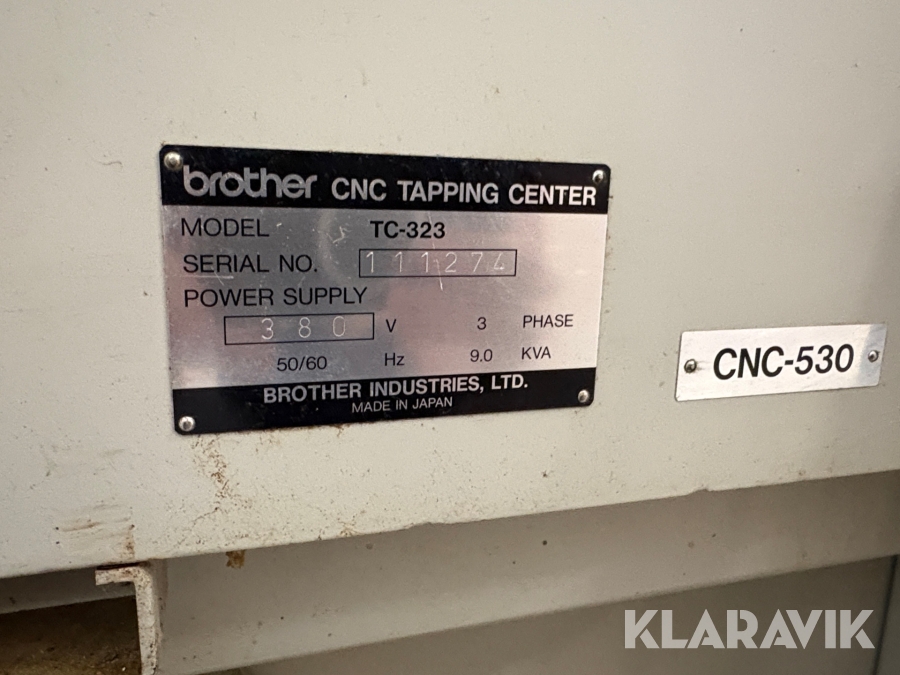 brother CNC TAPPING CENTER
MODEL TC-323
SERIAL NO. 111274
POWER SUPPLY
380 V 3 PHASE
50/60 Hz 9.0 KVA
BROTHER INDUSTRIES, LTD.
MADE IN JAPAN
CNC-530
KLARAVIK